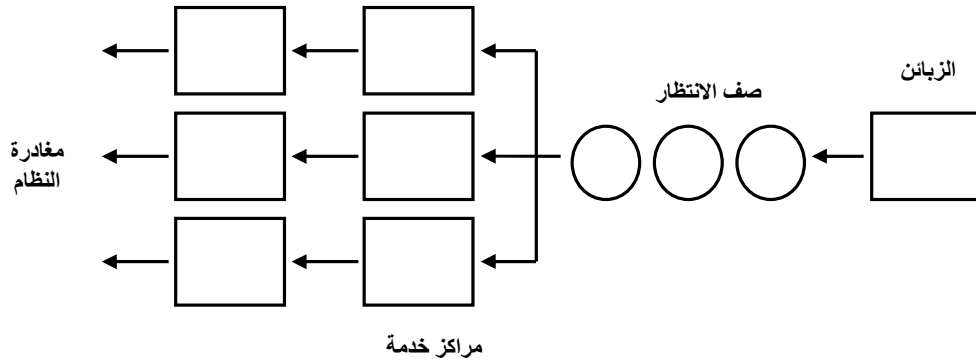 الزبائن
صف الانتظار
مغادرة
النظام
مراكز خدمة